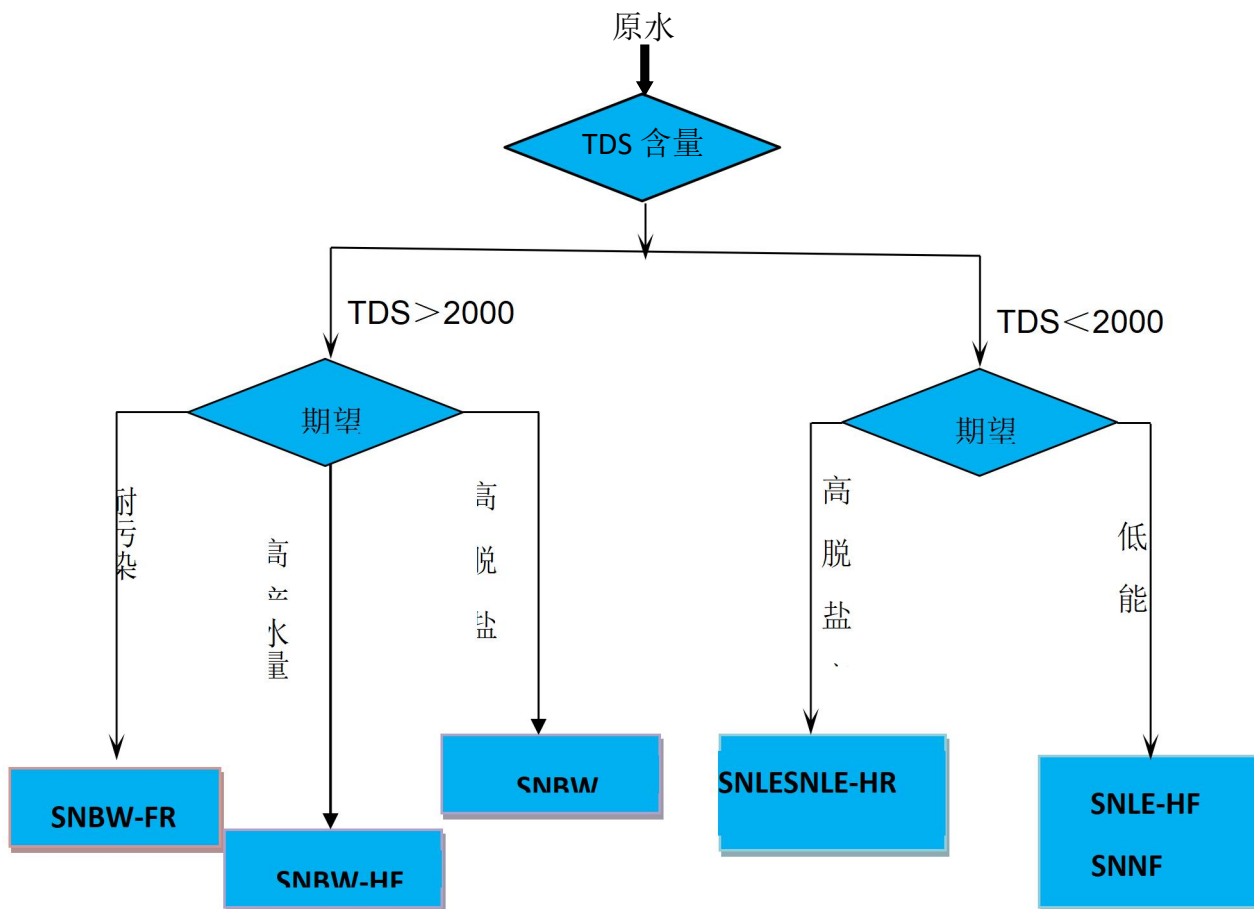 原水
TDS 含量
TDS＞2000
TDS＜2000
期望
期望
耐污染
高产水量
高脱盐
高脱盐
低能
SNBW-FR
SNBW-HF
SNBW
SNLESNLE-HR
SNLE-HF
SNNF